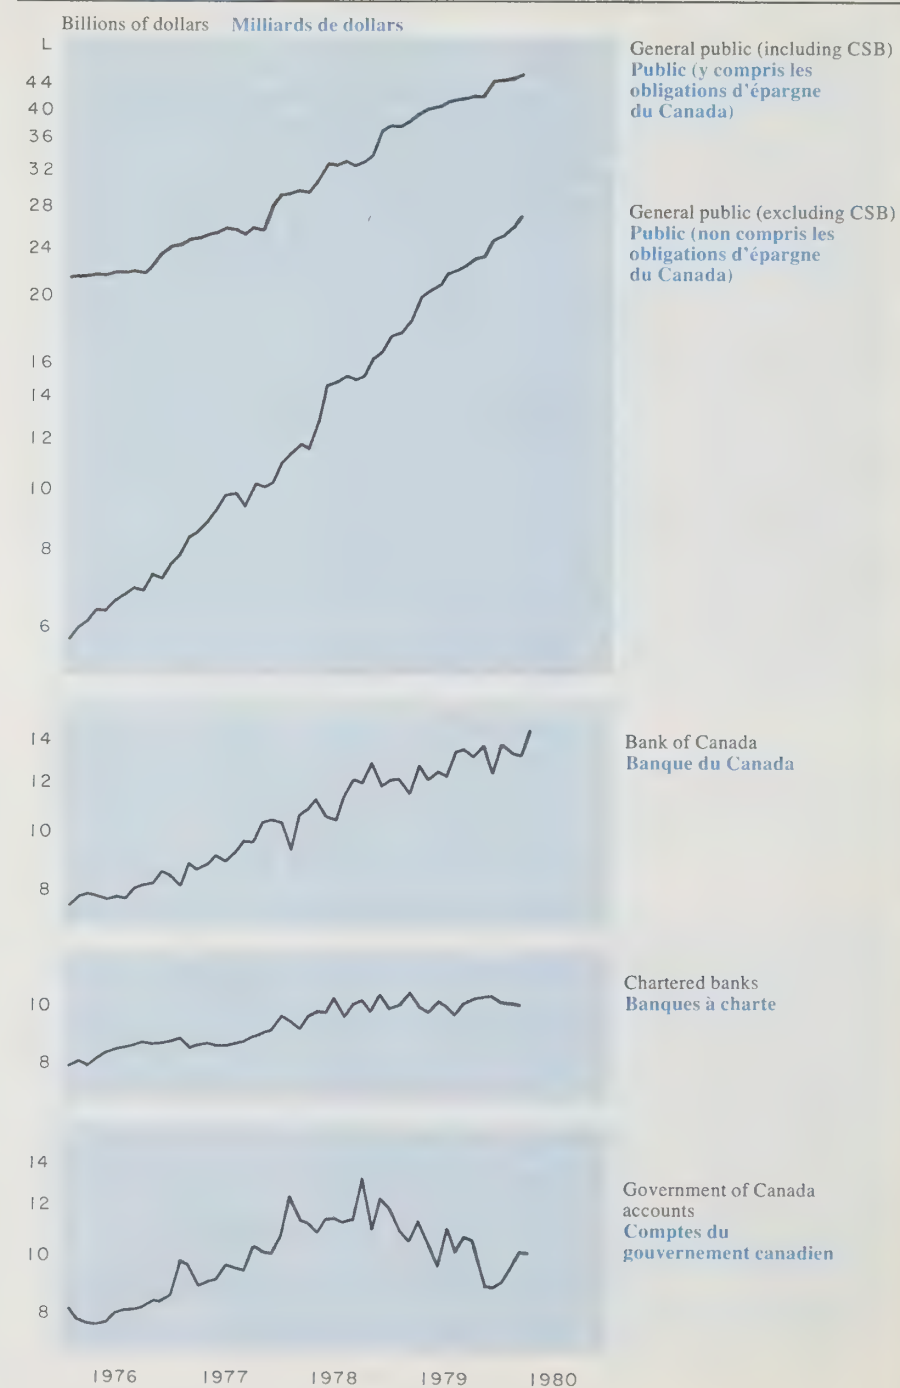 Billions of dollars Milliards de dollars
L
44
40
36
32
28
24
20
16
14
12
10
8
6
General public (including CSB)
Public (y compris les
obligations d'épargne
du Canada)
General public (excluding CSB)
Public (non compris les
obligations d'épargne
du Canada)
14
12
10
8
Bank of Canada
Banque du Canada
10
8
Chartered banks
Banques à charte
14
12
10
8
Government of Canada
accounts
Comptes du
gouvernement canadien
1976 1977 1978 1979 1980